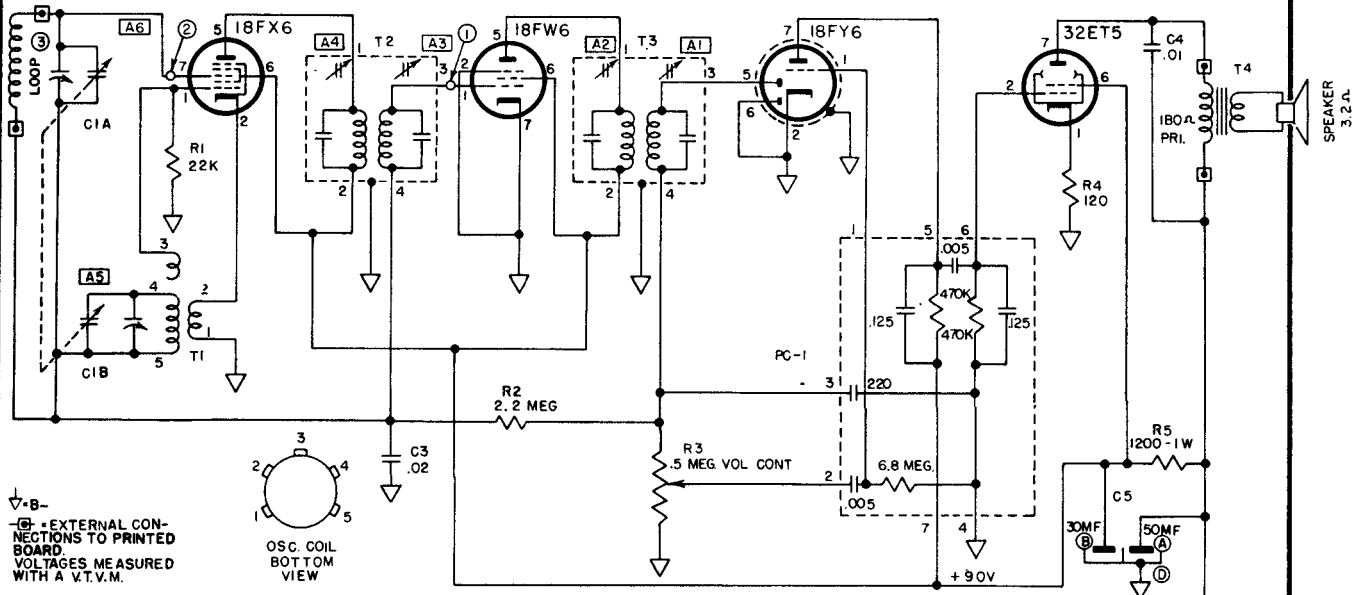 A6
2
5
18FX6
7
6
1
2
3
LOOP
C1A
R1
22K
3
4
2
A5
1
5
T1
C1B
A4
T2
A3
1
3
1
2
4
5
18FW6
2
6
1
7
A2
T.3
A1
1
3
2
4
18FY6
7
5
1
6
2
32ET5
7
2
6
1
R4
120
C4
.01
T4
180Ω
PRI.
SPEAKER
3.2Ω
1
5
6
.005
470K
470K
.125
.125
PC-1
3
220
R2
2.2 MEG
C3
.02
R3
.5 MEG. VOL CONT
2
.005
6.8 MEG.
7
4
R5
1200-1W
C5
30MF
B
50MF
A
D
+90V
3
2
4
1
5
OSC. COIL
BOTTOM
VIEW
=B-
=EXTERNAL CON-
NECTIONS TO PRINTED
BOARD.
VOLTAGES MEASURED
WITH A V.T.V.M.